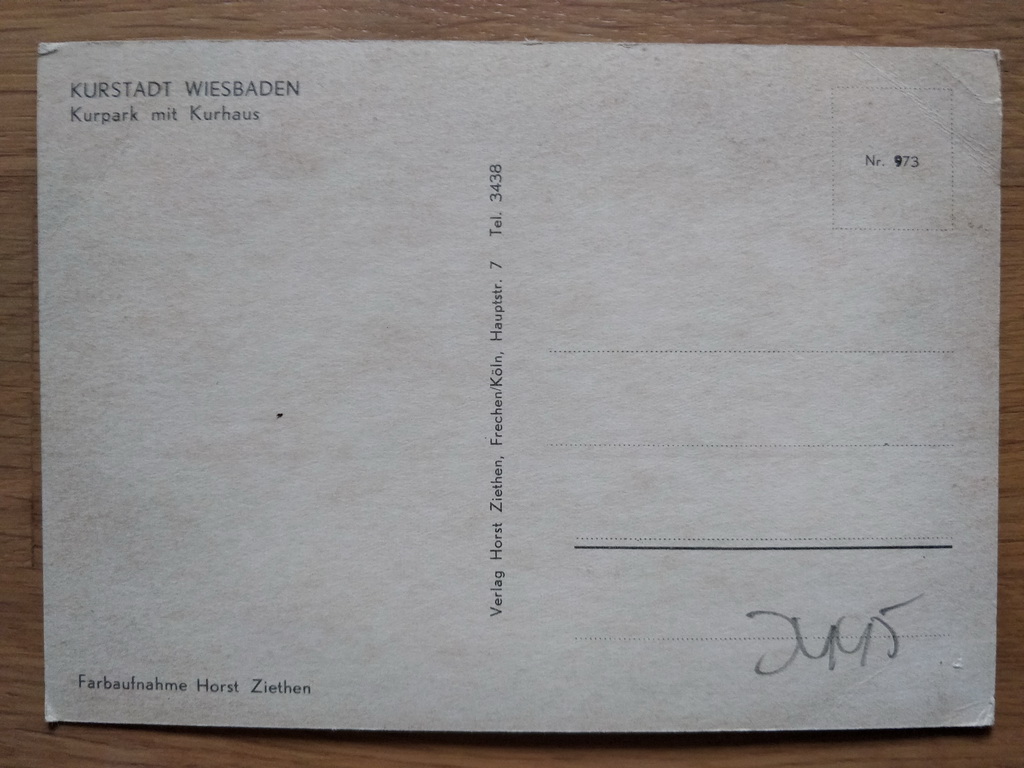 KURSTADT WIESBADEN
Kurpark mit Kurhaus
Nr. 973
Verlag Horst Ziethen, Frechen/Köln, Hauptstr. 7 Tel. 3438
Farbaufnahme Horst Ziethen